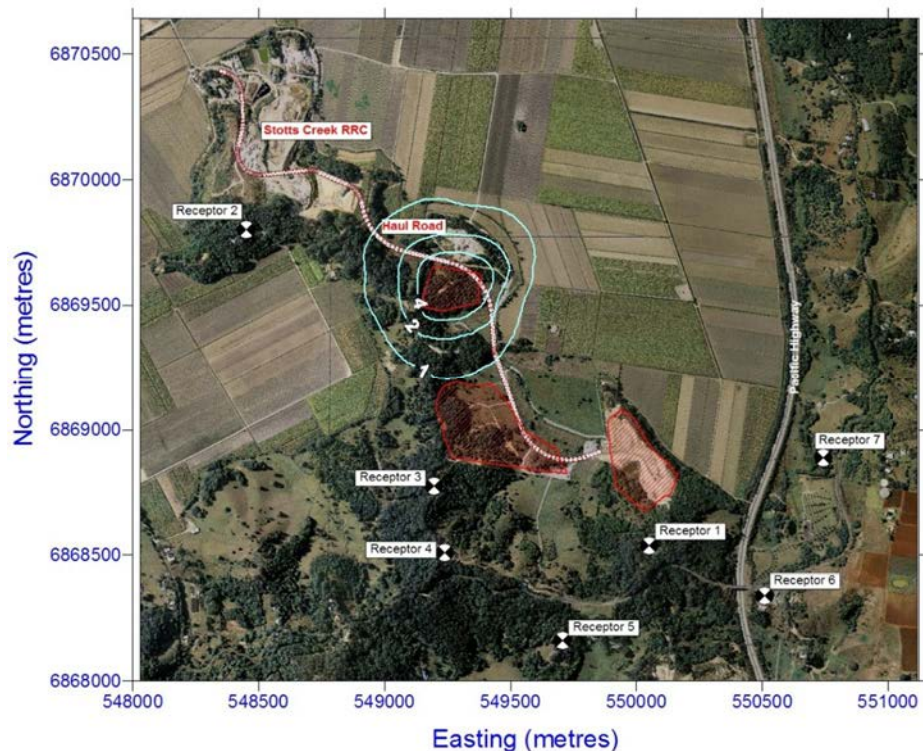 6870500
6870000
6869500
6869000
6868500
6868000
Northing (metres)
Stotts Creek RRC
Receptor 2
Haul Road
4
2
1
Pacific Highway
Receptor 7
Receptor 3
Receptor 1
Receptor 4
Receptor 6
Receptor 5
548000 548500 549000 549500 550000 550500 551000
Easting (metres)